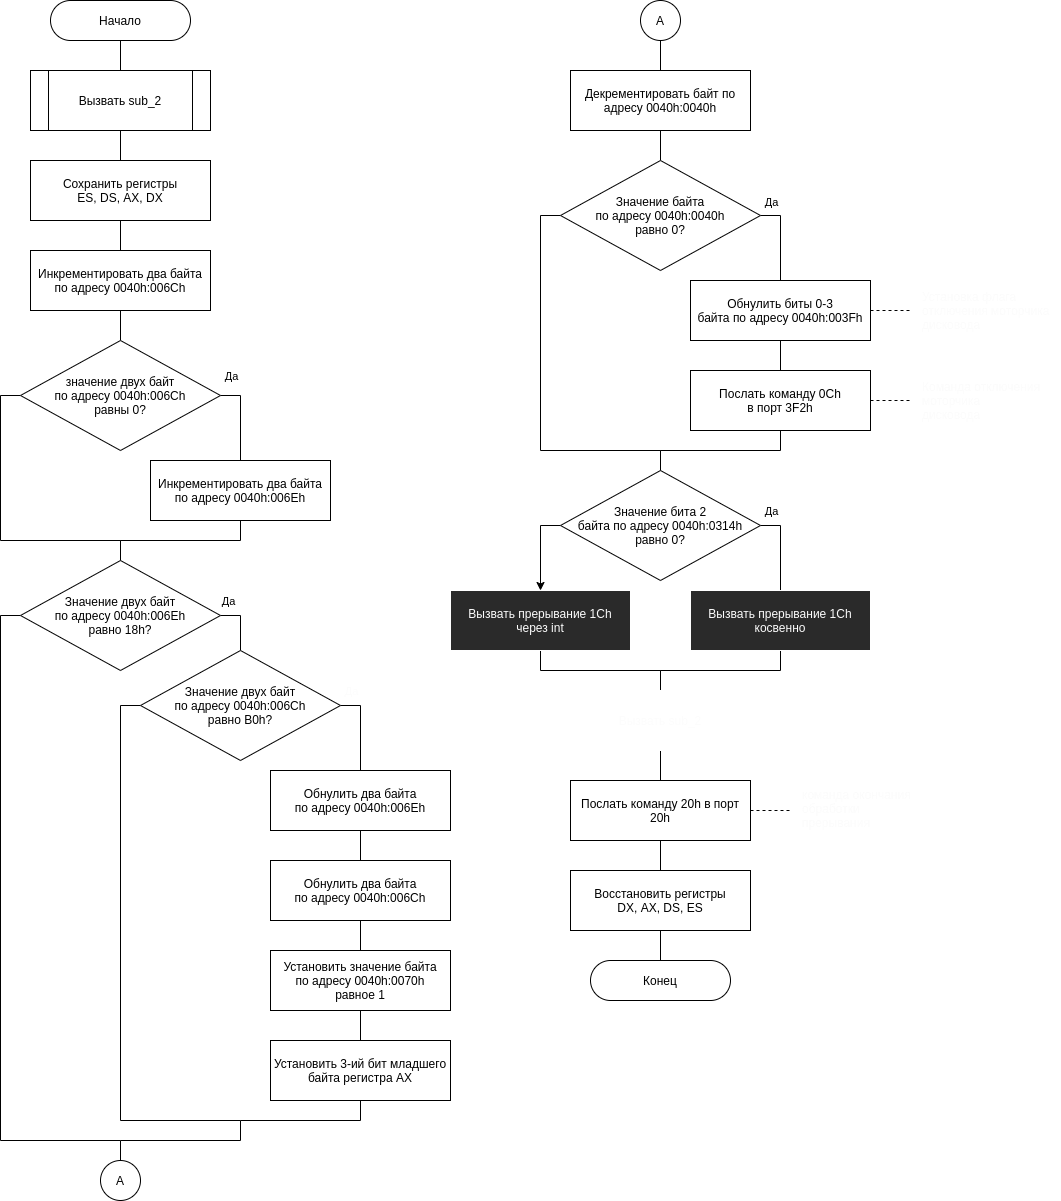 Начало
Вызвать sub_2
Сохранить регистры
ES, DS, AX, DX
Инкрементировать два байта
по адресу 0040h:006Ch
значение двух байт
по адресу 0040h:006Ch
равны 0?
Да
Инкрементировать два байта
по адресу 0040h:006Eh
Значение двух байт
по адресу 0040h:006Eh
равно 18h?
Да
Значение двух байт
по адресу 0040h:006Ch
равно B0h?
Обнулить два байта
по адресу 0040h:006Eh
Обнулить два байта
по адресу 0040h:006Ch
Установить значение байта
по адресу 0040h:0070h
равное 1
Установить 3-ий бит младшего
байта регистра AX
A
A
Декрементировать байт по
адресу 0040h:0040h
Значение байта
по адресу 0040h:0040h
равно 0?
Да
Обнулить биты 0-3
байта по адресу 0040h:003Fh
Послать команду 0Ch
в порт 3F2h
Значение бита 2
байта по адресу 0040h:0314h
равно 0?
Да
Вызвать прерывание 1Ch
через int
Вызвать прерывание 1Ch
косвенно
Послать команду 20h в порт
20h
Восстановить регистры
DX, AX, DS, ES
Конец